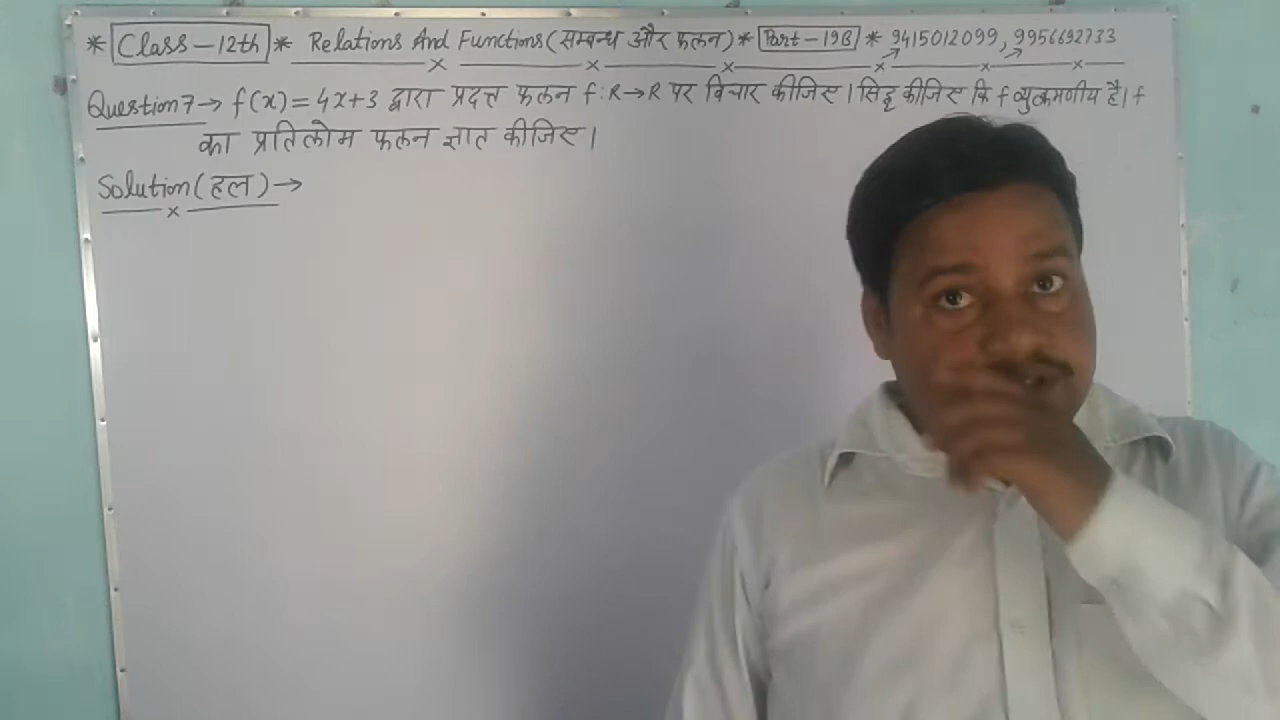 * Class-12th * Relations And Functions (सम्बन्ध और फलन) * Part-19B * 9415012099, 9956692733
Question 7→ f(x)=4x+3 द्वारा प्रदत्त फलन f:R→R पर विचार कीजिए। सिद्ध कीजिए कि f व्युत्क्रमणीय है। f
का प्रतिलोम फलन ज्ञात कीजिए।
Solution (हल)→